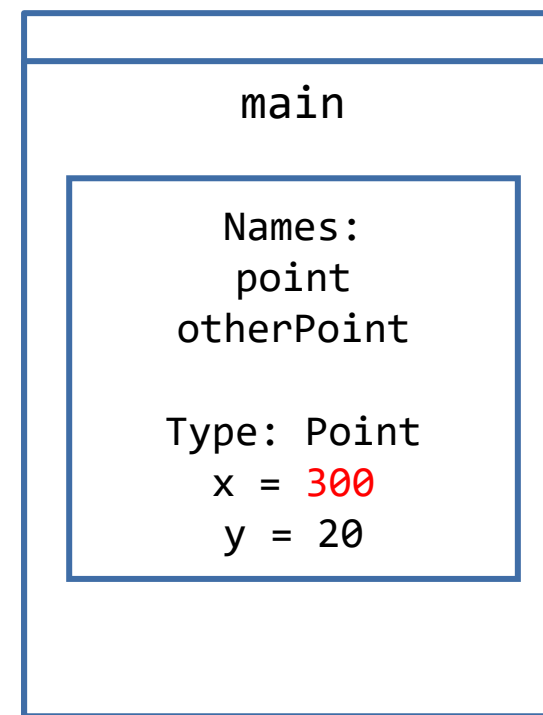 main
Names:
point
otherPoint
Type: Point
x = 300
y = 20